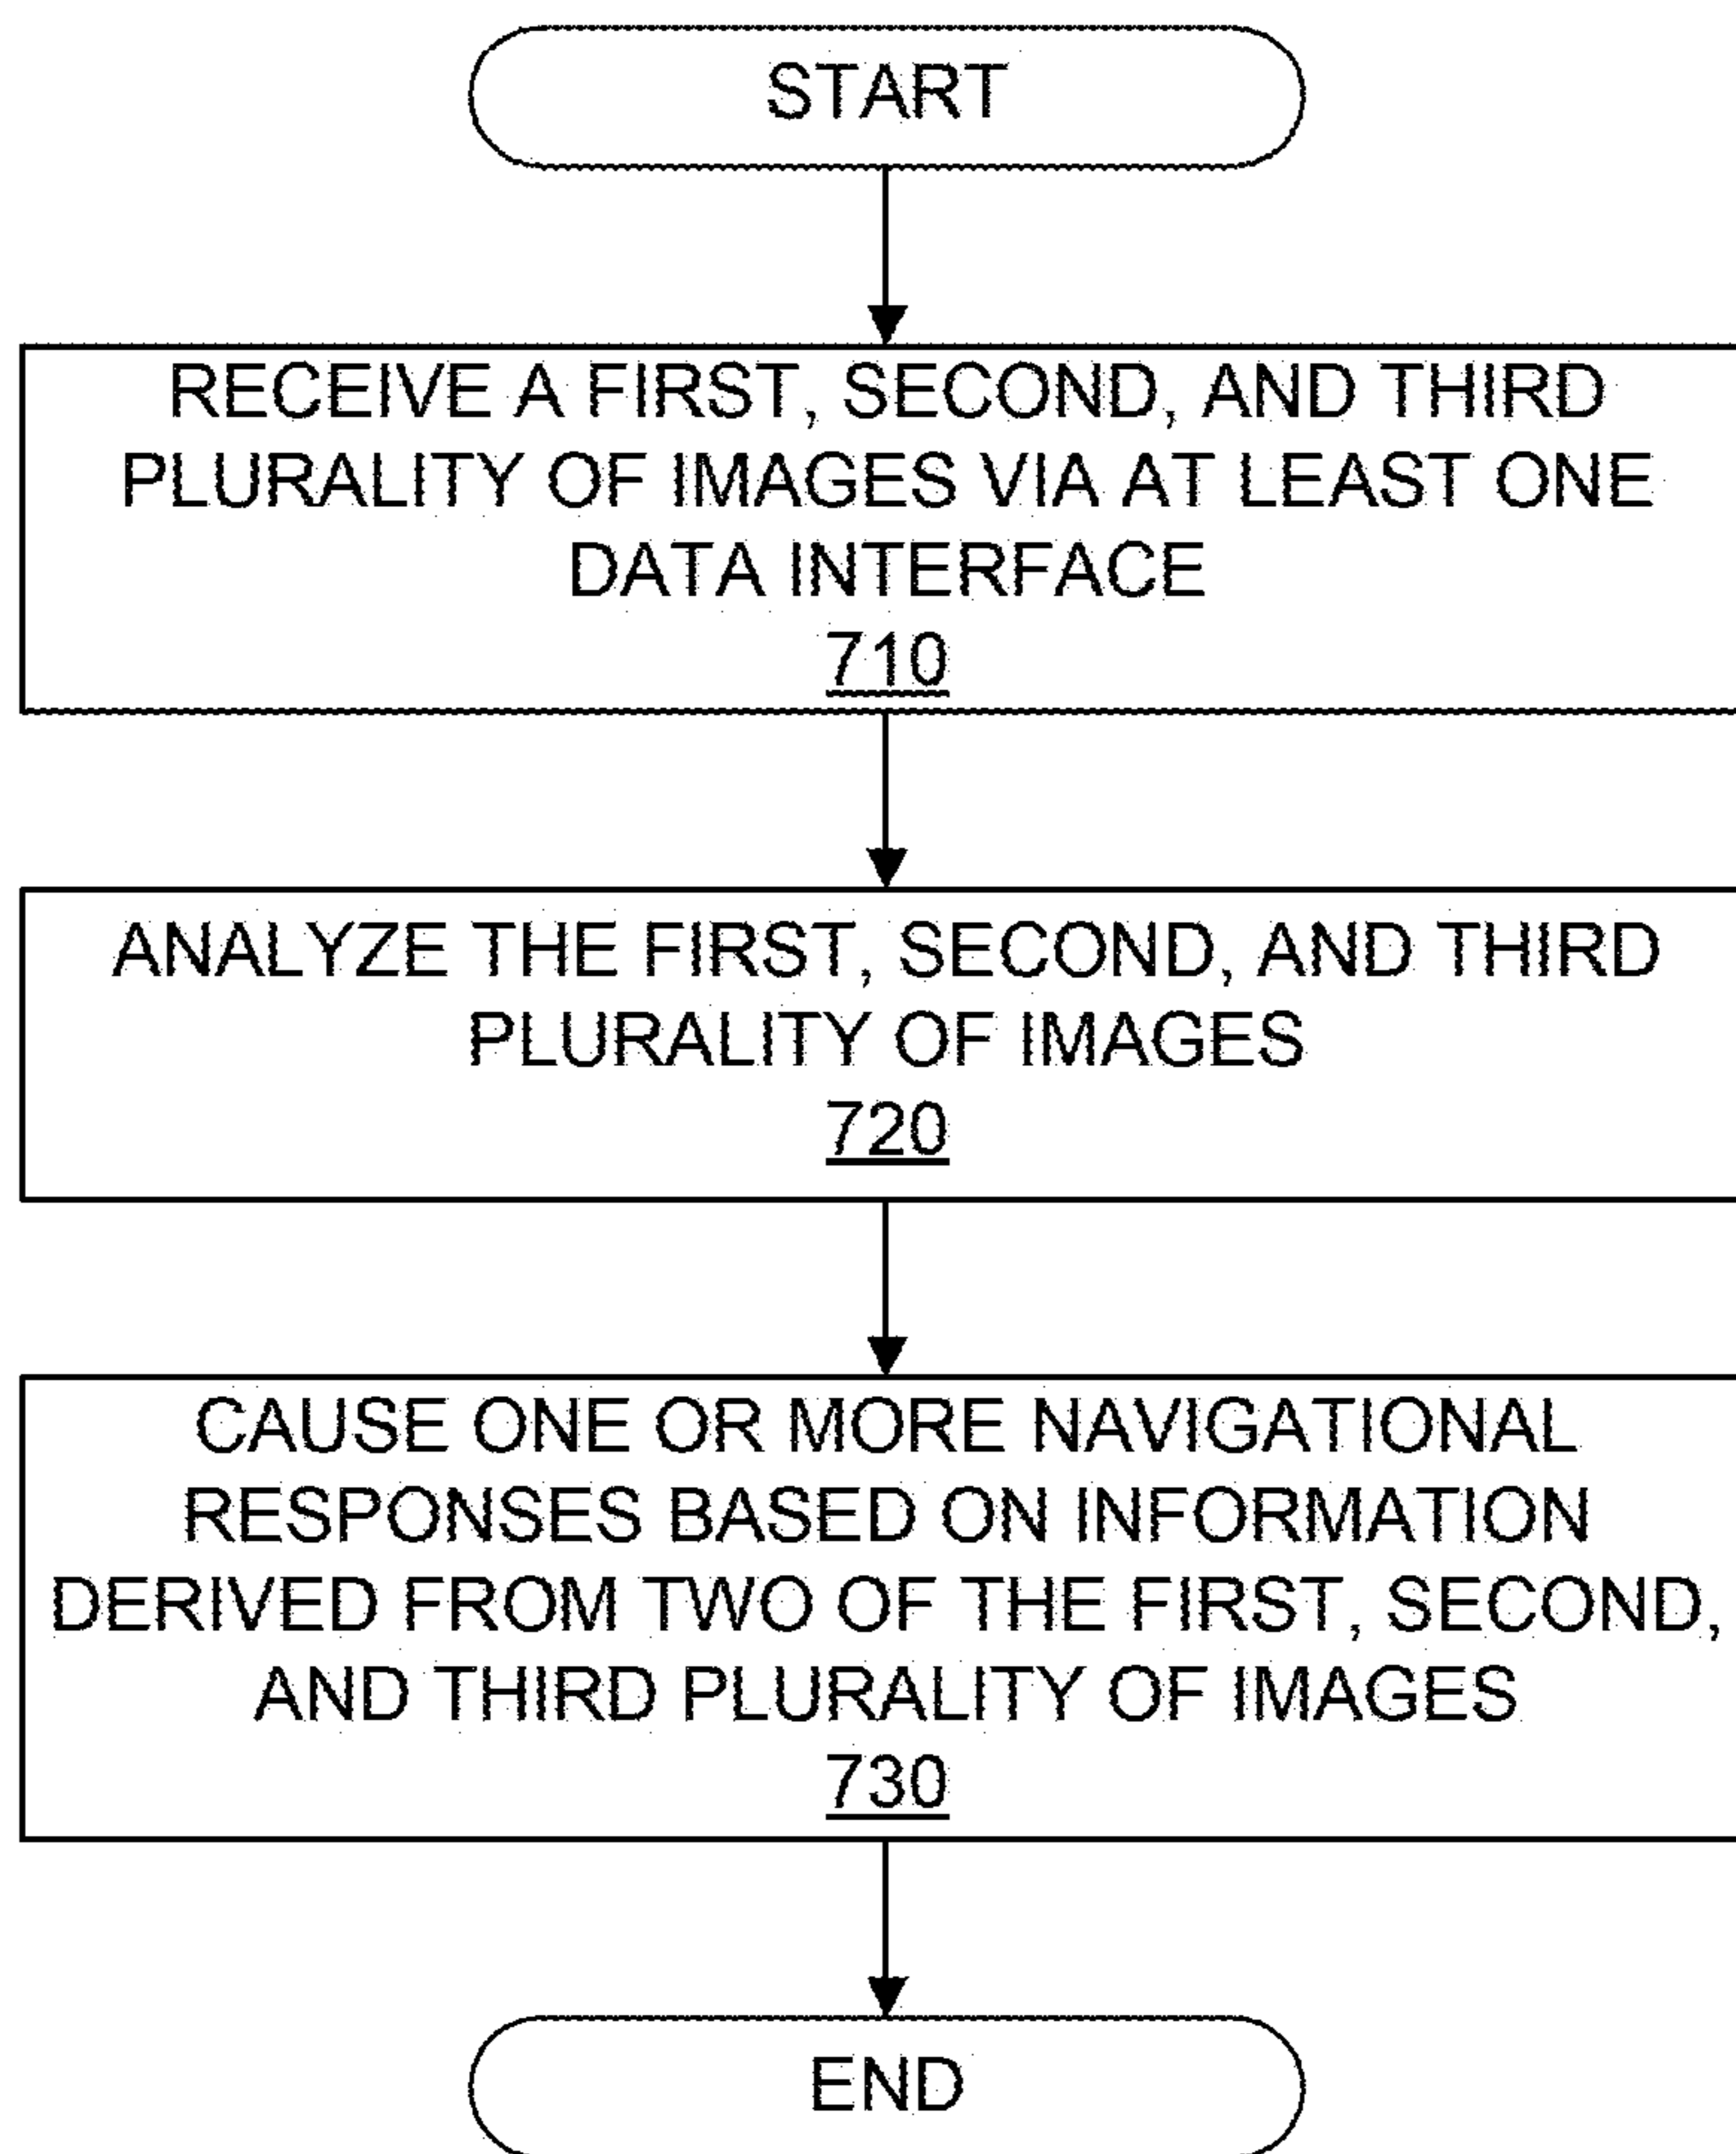 START
RECEIVE A FIRST, SECOND, AND THIRD
PLURALITY OF IMAGES VIA AT LEAST ONE
DATA INTERFACE
710
ANALYZE THE FIRST, SECOND, AND THIRD
PLURALITY OF IMAGES
720
CAUSE ONE OR MORE NAVIGATIONAL
RESPONSES BASED ON INFORMATION
DERIVED FROM TWO OF THE FIRST, SECOND,
AND THIRD PLURALITY OF IMAGES
730
END